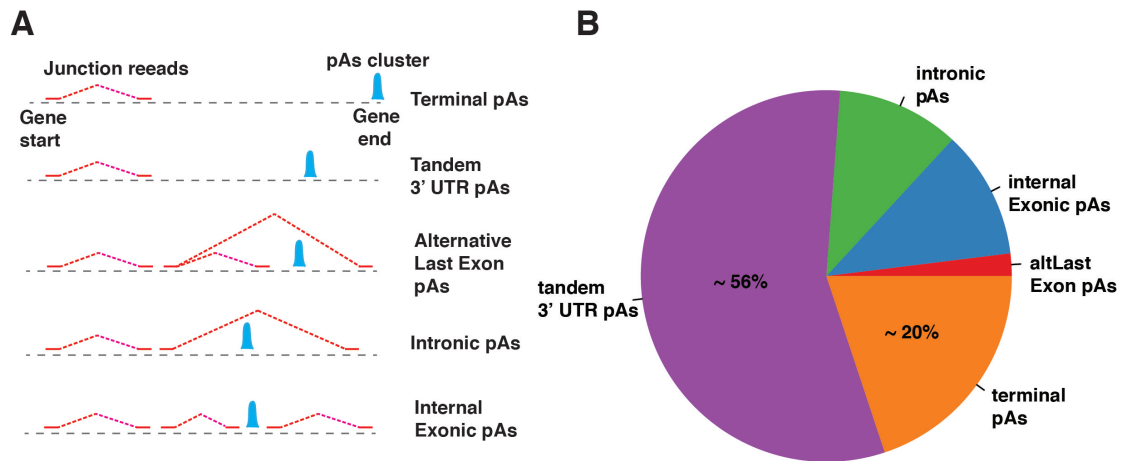 A
Junction reeads
pAs cluster
Terminal pAs
Gene
start
Gene
end
Tandem
3' UTR pAs
Alternative
Last Exon
pAs
Intronic pAs
Internal
Exonic pAs
B
intronic
pAs
internal
Exonic pAs
altLast
Exon pAs
tandem
3' UTR pAs
~ 56%
~ 20%
terminal
pAs